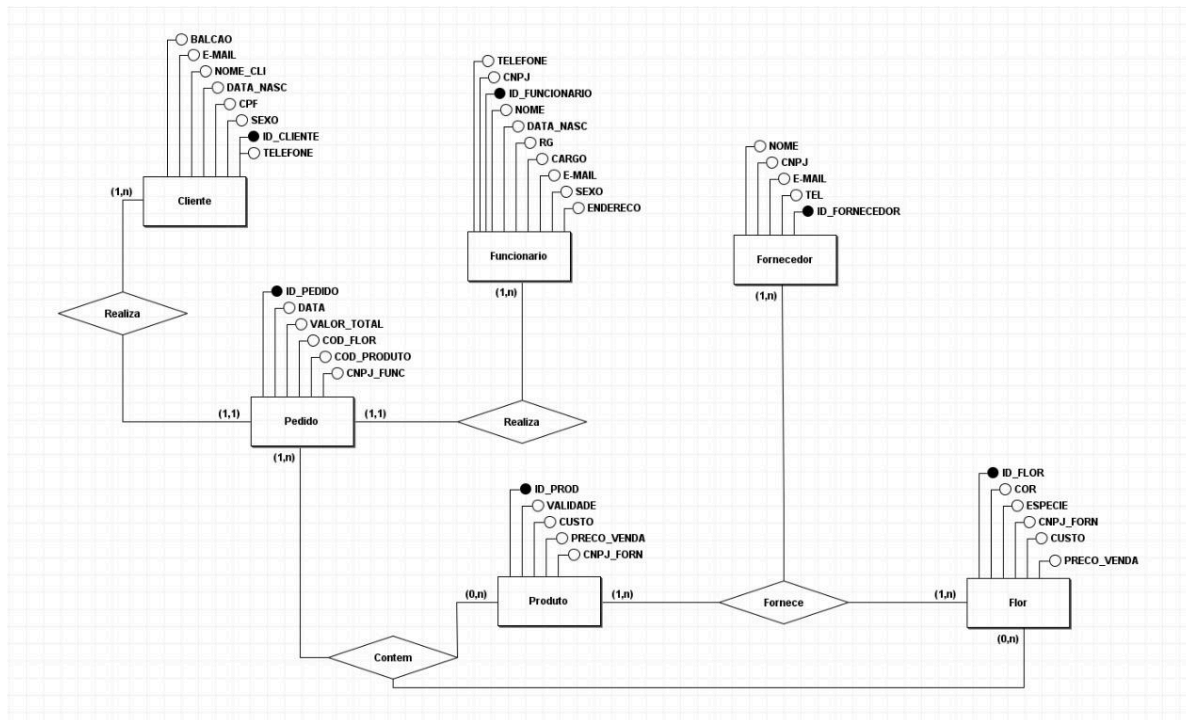 BALCAO
E-MAIL
NOME_CLI
DATA_NASC
CPF
SEXO
ID_CLIENTE
TELEFONE
(1,n)
Cliente
TELEFONE
CNPJ
ID_FUNCIONARIO
NOME
DATA_NASC
RG
CARGO
E-MAIL
SEXO
ENDERECO
Funcionario
(1,n)
NOME
CNPJ
E-MAIL
TEL
ID_FORNECEDOR
Fornecedor
(1,n)
Realiza
ID_PEDIDO
DATA
VALOR_TOTAL
COD_FLOR
COD_PRODUTO
CNPJ_FUNC
(1,1)
Pedido
(1,1)
(1,n)
Realiza
ID_PROD
VALIDADE
CUSTO
PRECO_VENDA
CNPJ_FORN
(0,n)
Produto
(1,n)
Fornece
ID_FLOR
COR
ESPECIE
CNPJ_FORN
CUSTO
PRECO_VENDA
(1,n)
Flor
(0,n)
Contem